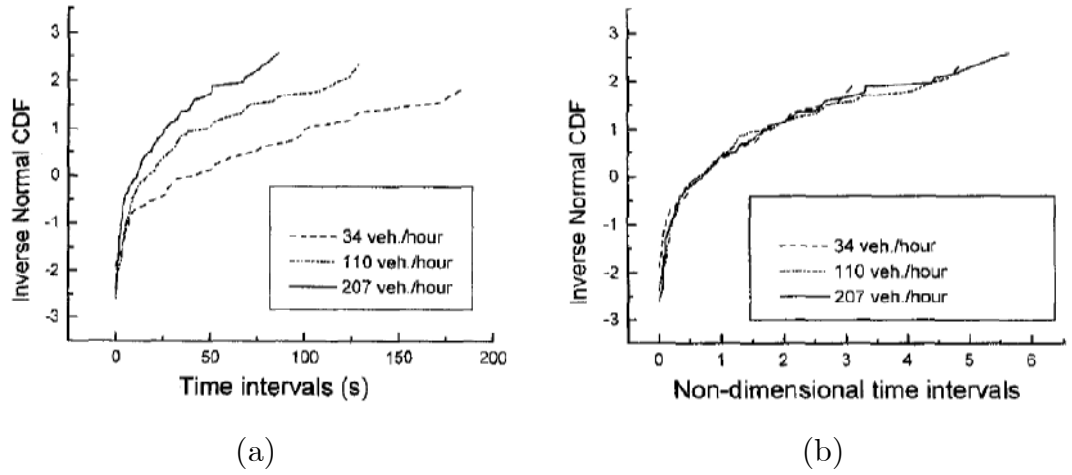 3
2
1
0
-1
-2
-3
Inverse Normal CDF
34 veh./hour
110 veh./hour
207 veh./hour
0 50 100 150 200
Time intervals (s)
(a)
3
2
1
0
-1
-2
-3
Inverse Normal CDF
34 veh./hour
110 veh./hour
207 veh./hour
0 1 2 3 4 5 6
Non-dimensional time intervals
(b)